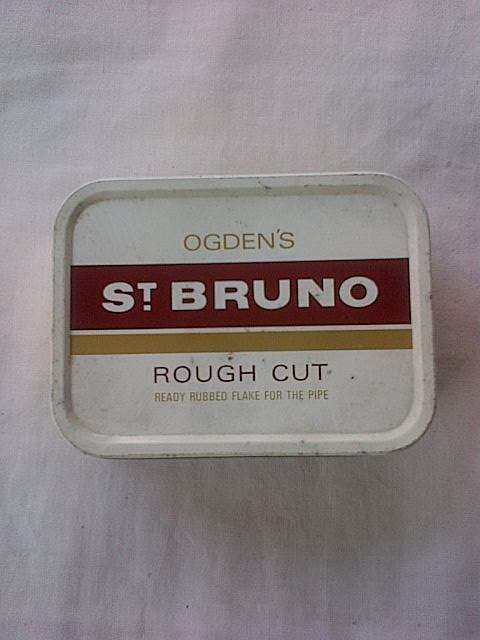 OGDEN'S
ST BRUNO
ROUGH CUT
READY RUBBED FLAKE FOR THE PIPE